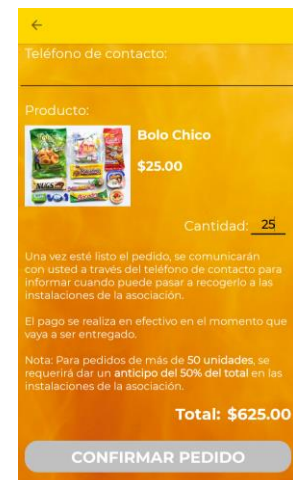 Teléfono de contacto:
Producto:
Bolo Chico
$25.00
Cantidad: 25
Una vez esté listo el pedido, se comunicarán
con usted a través del teléfono de contacto para
informar cuando puede pasar a recogerlo a las
instalaciones de la asociación.
El pago se realiza en efectivo en el momento que
vaya a ser entregado.
Nota: Para pedidos de más de 50 unidades, se
requerirá dar un anticipo del 50% del total en las
instalaciones de la asociación.
Total: $625.00
CONFIRMAR PEDIDO